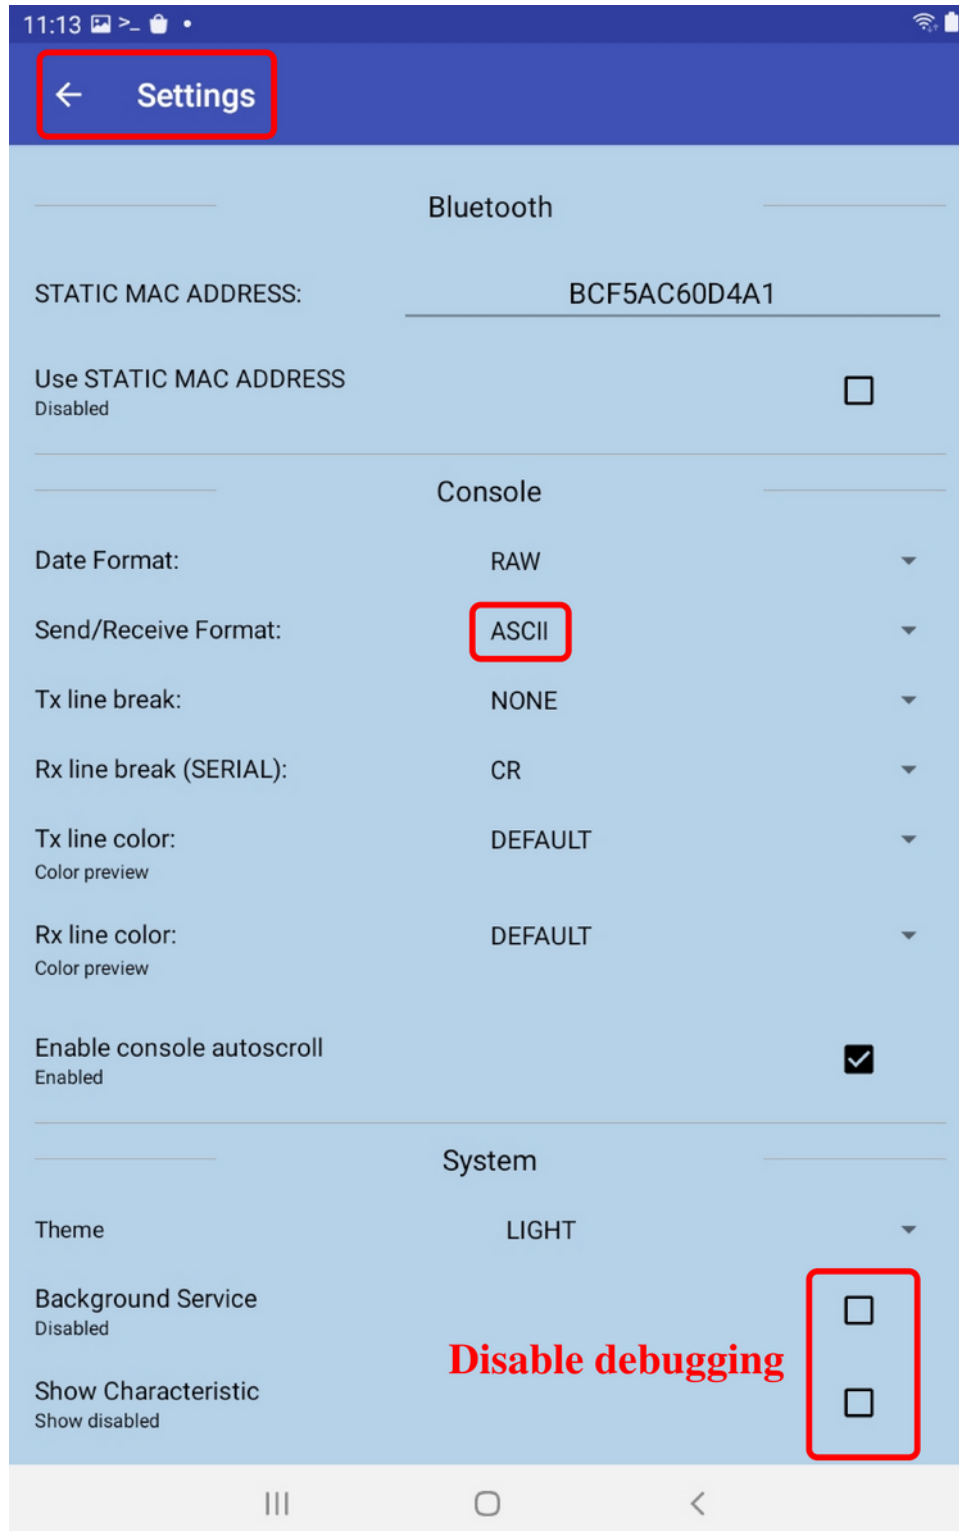 11:13
Settings
Bluetooth
STATIC MAC ADDRESS: BCF5AC60D4A1
Use STATIC MAC ADDRESS
Disabled
Console
Date Format: RAW
Send/Receive Format: ASCII
Tx line break: NONE
Rx line break (SERIAL): CR
Tx line color: DEFAULT
Color preview
Rx line color: DEFAULT
Color preview
Enable console autoscroll
Enabled
System
Theme LIGHT
Background Service
Disabled
Disable debugging
Show Characteristic
Show disabled